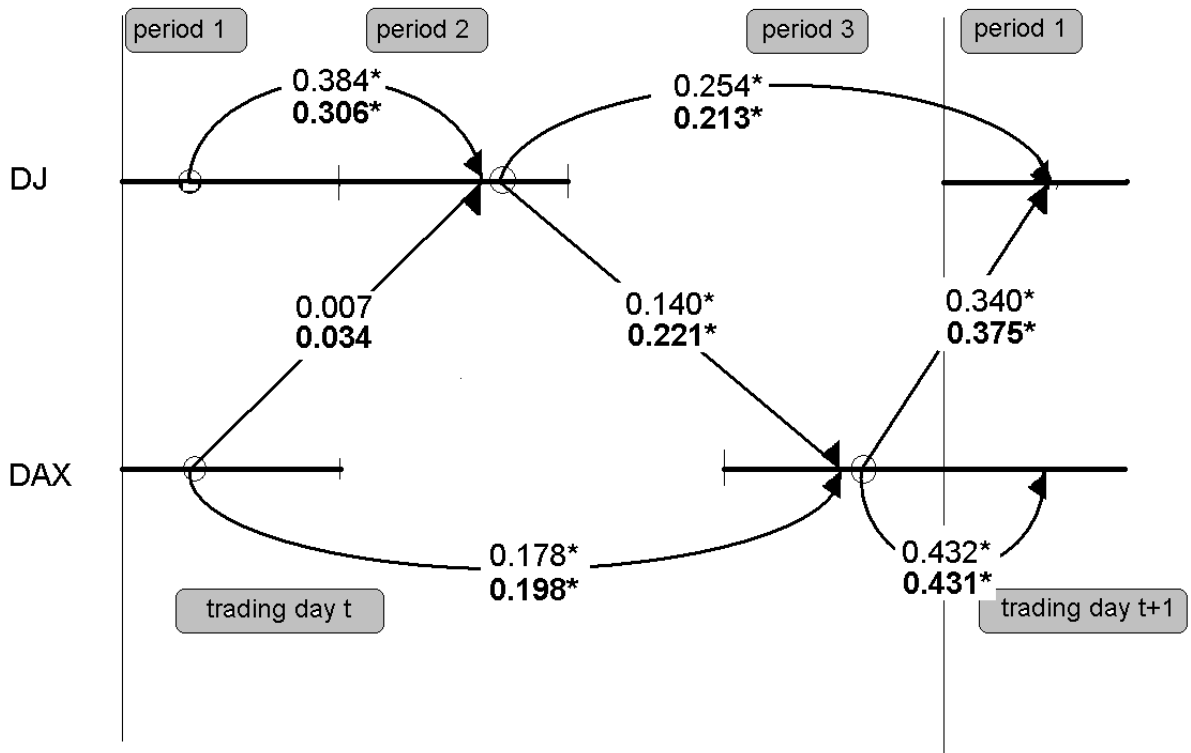 period 1
period 2
period 3
period 1
0.384*
0.306*
0.254*
0.213*
DJ
0.007
0.034
0.140*
0.221*
0.340*
0.375*
DAX
0.178*
0.198*
0.432*
0.431*
trading day t
trading day t+1